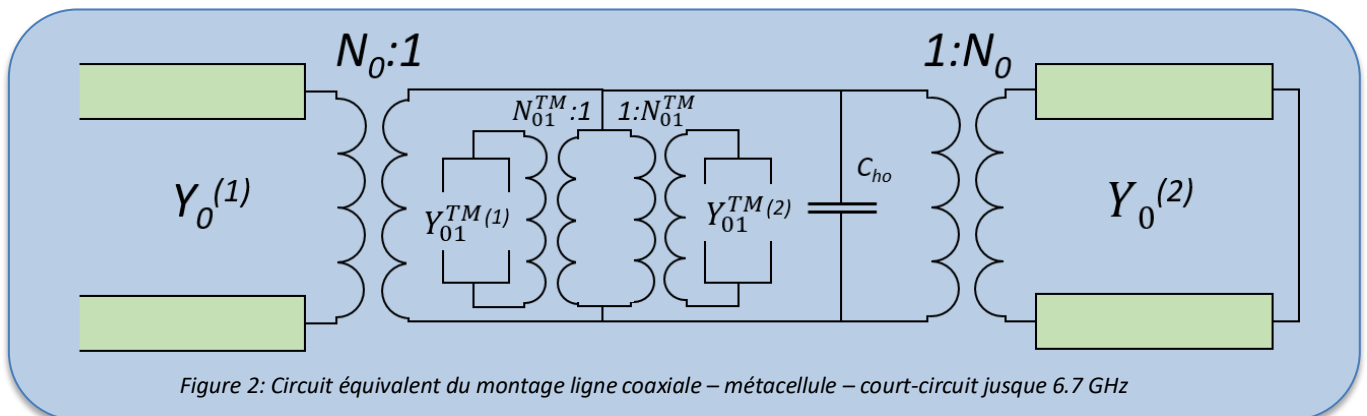 N₀:1
1:N₀
N₀₁ᵀᴹ:1 1:N₀₁ᵀᴹ
Y₀⁽¹⁾
Y₀₁ᵀᴹ⁽¹⁾
Y₀₁ᵀᴹ⁽²⁾
Cₕₒ
Y₀⁽²⁾
Figure 2: Circuit équivalent du montage ligne coaxiale – métacellule – court-circuit jusque 6.7 GHz